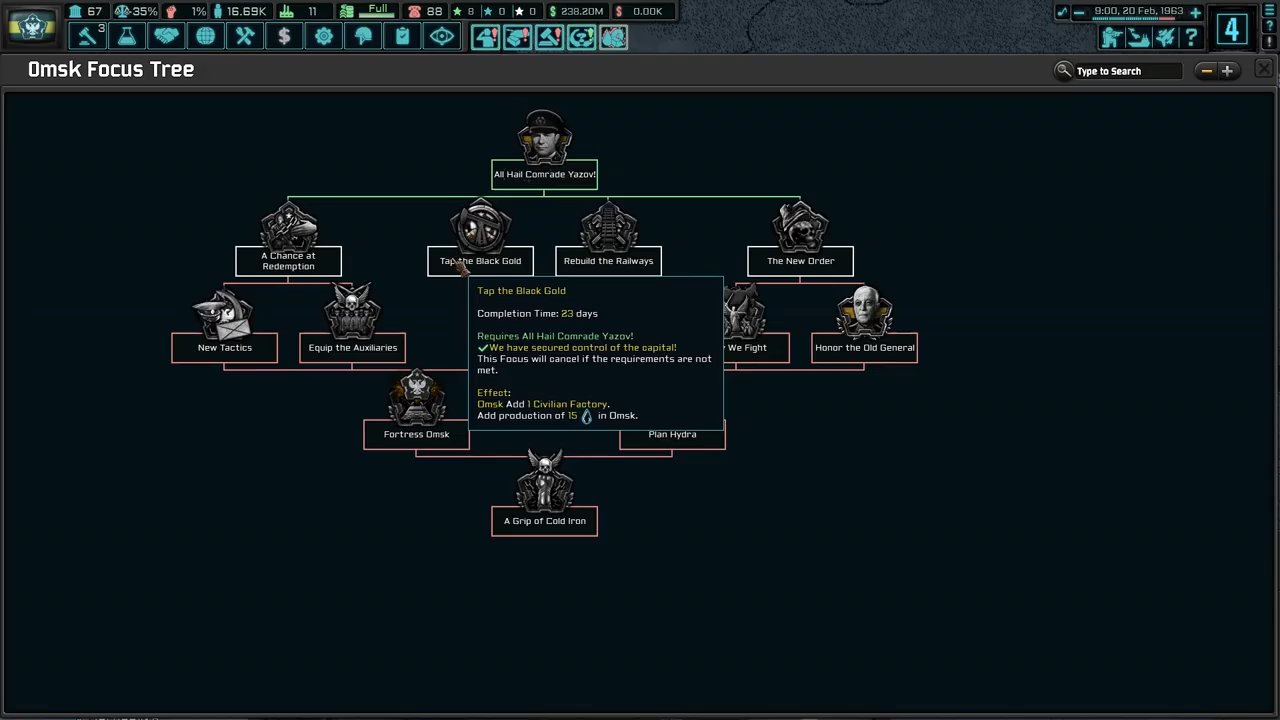 67 35% 1% 16.69K 11 Full 88 8 0 0 $ 238.20M $ 0.00K
9:00, 20 Feb, 1963
3
$
?
4
Omsk Focus Tree
Type to Search
All Hail Comrade Yazov!
A Chance at
Redemption
Tap the Black Gold
Rebuild the Railways
The New Order
Tap the Black Gold
Completion Time: 23 days
Requires All Hail Comrade Yazov!
We have secured control of the capital!
This Focus will cancel if the requirements are not
met.
Effect:
Omsk Add 1 Civilian Factory.
Add production of 15 in Omsk.
New Tactics
Equip the Auxiliaries
We Fight
Honor the Old General
Fortress Omsk
Plan Hydra
A Grip of Cold Iron